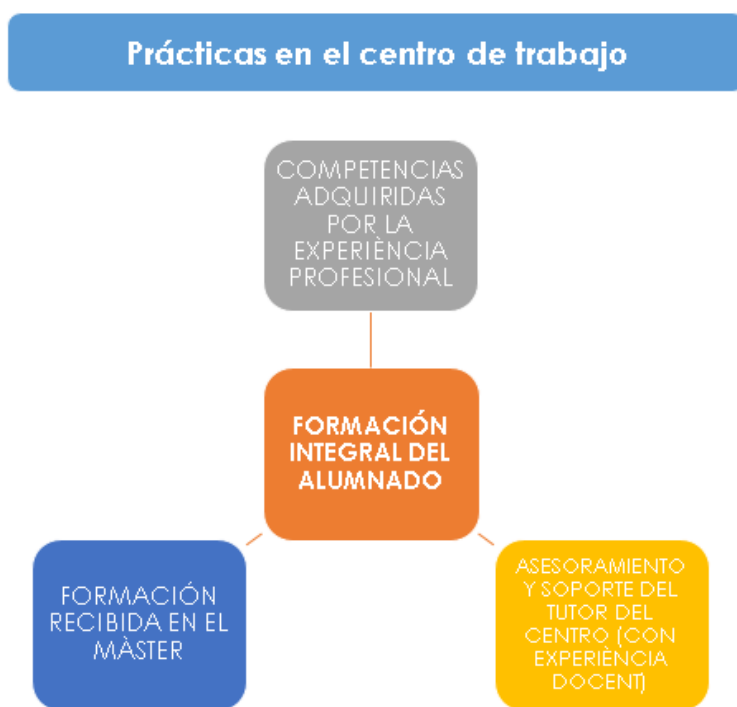 Prácticas en el centro de trabajo
COMPETENCIAS
ADQUIRIDAS
POR LA
EXPERIÈNCIA
PROFESIONAL
FORMACIÓN
INTEGRAL DEL
ALUMNADO
FORMACIÓN
RECIBIDA EN EL
MÀSTER
ASESORAMIENTO
Y SOPORTE DEL
TUTOR DEL
CENTRO (CON
EXPERIÈNCIA
DOCENT)